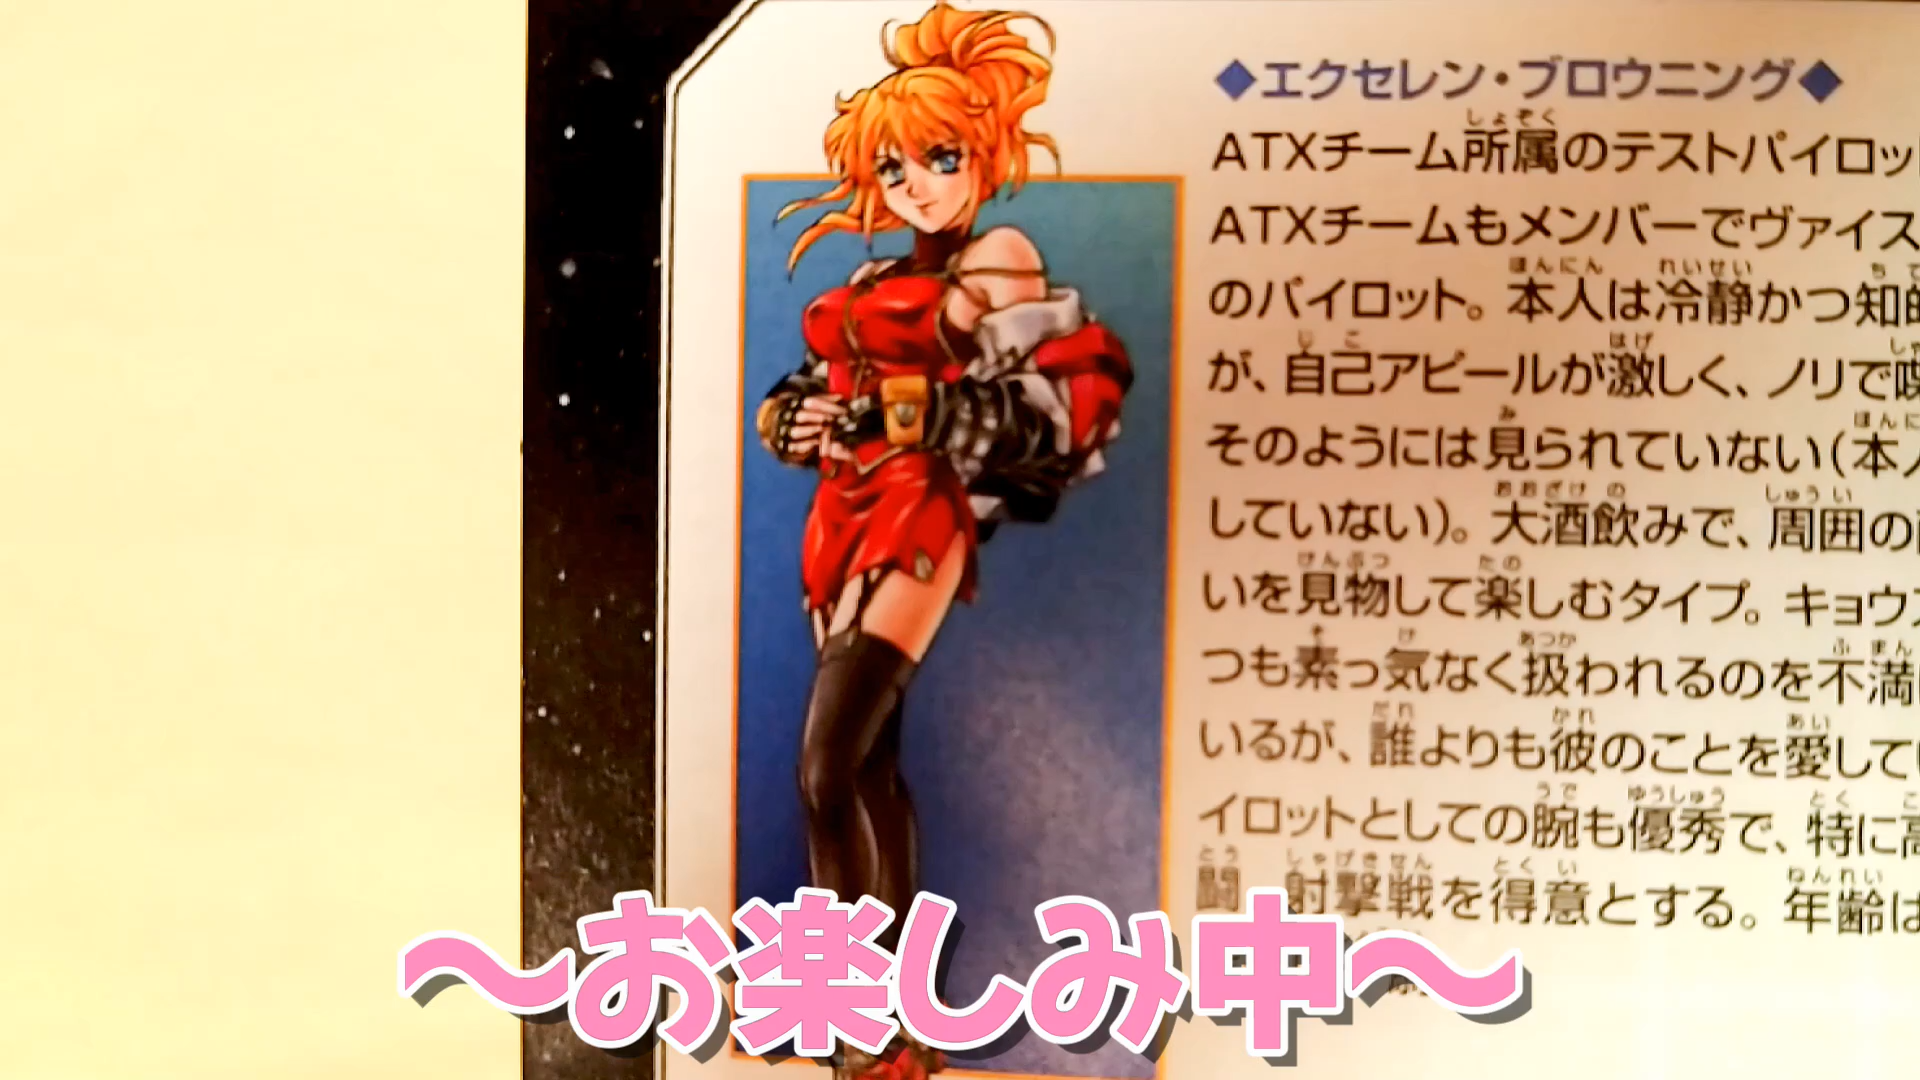 ◆エクセレン・ブロウニング◆
ATXチーム所属のテストパイロッ
ATXチームもメンバーでヴァイス
のパイロット。本人は冷静かつ知的
が、自己アピールが激しく、ノリで喋
そのようには見られていない(本人
していない)。大酒飲みで、周囲の
いを見物して楽しむタイプ。キョウス
つも素っ気なく扱われるのを不満
いるが、誰よりも彼のことを愛してい
イロットとしての腕も優秀で、特に高
闘、射撃戦を得意とする。年齢は
～お楽しみ中～